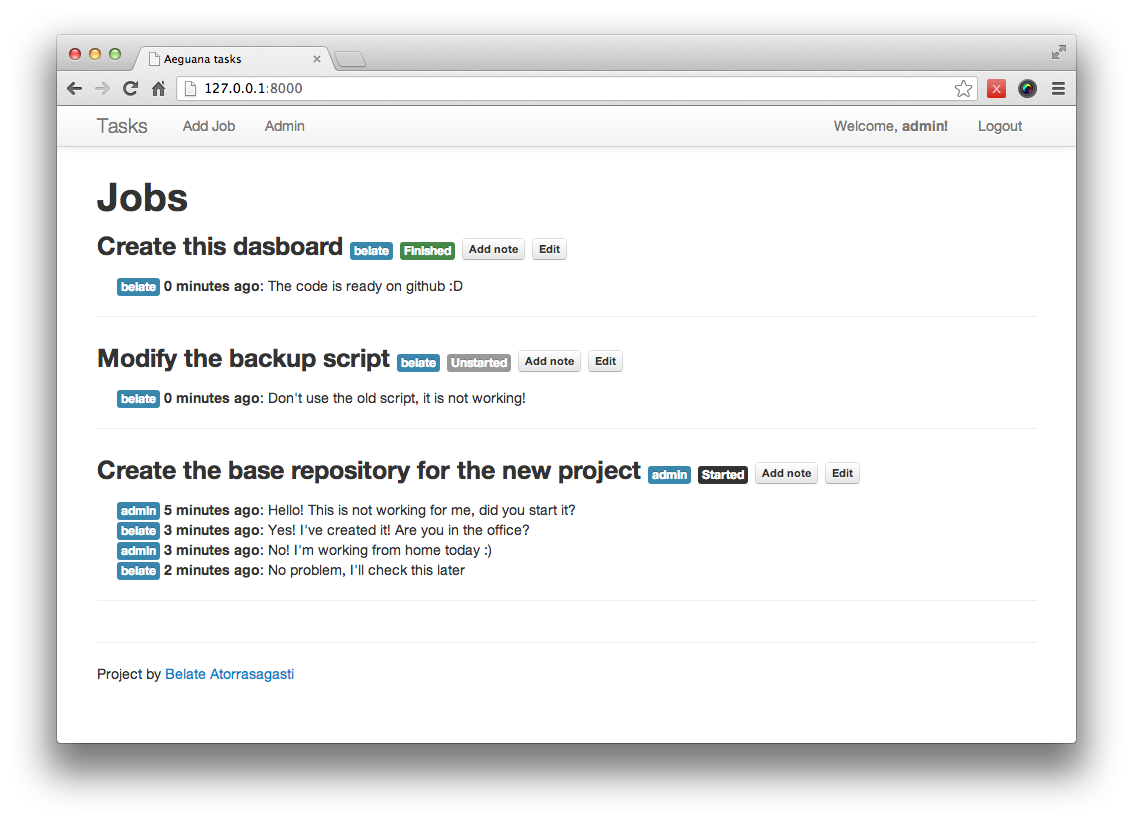 Aeguana tasks
127.0.0.1:8000
Tasks Add Job Admin Welcome, admin! Logout
Jobs
Create this dasboard belate Finished Add note Edit
belate 0 minutes ago: The code is ready on github :D
Modify the backup script belate Unstarted Add note Edit
belate 0 minutes ago: Don't use the old script, it is not working!
Create the base repository for the new project admin Started Add note Edit
admin 5 minutes ago: Hello! This is not working for me, did you start it?
belate 3 minutes ago: Yes! I've created it! Are you in the office?
admin 3 minutes ago: No! I'm working from home today :)
belate 2 minutes ago: No problem, I'll check this later
Project by Belate Atorrasagasti